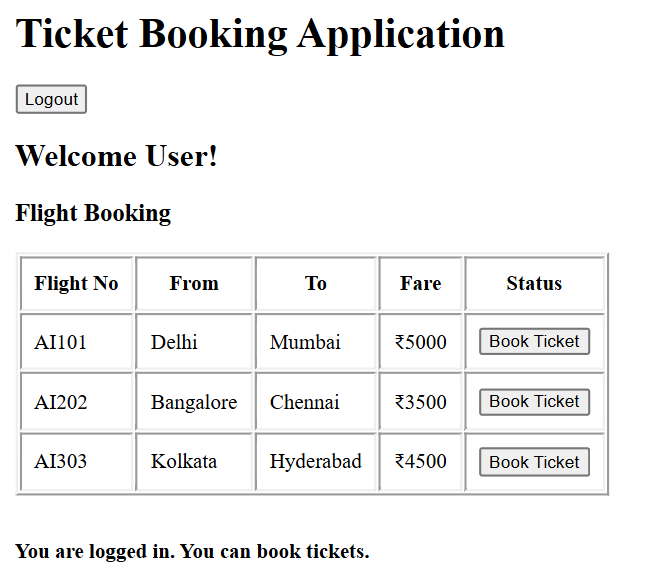 Ticket Booking Application
Logout
Welcome User!
Flight Booking
Flight No From To Fare Status
AI101 Delhi Mumbai ₹5000 Book Ticket
AI202 Bangalore Chennai ₹3500 Book Ticket
AI303 Kolkata Hyderabad ₹4500 Book Ticket
You are logged in. You can book tickets.